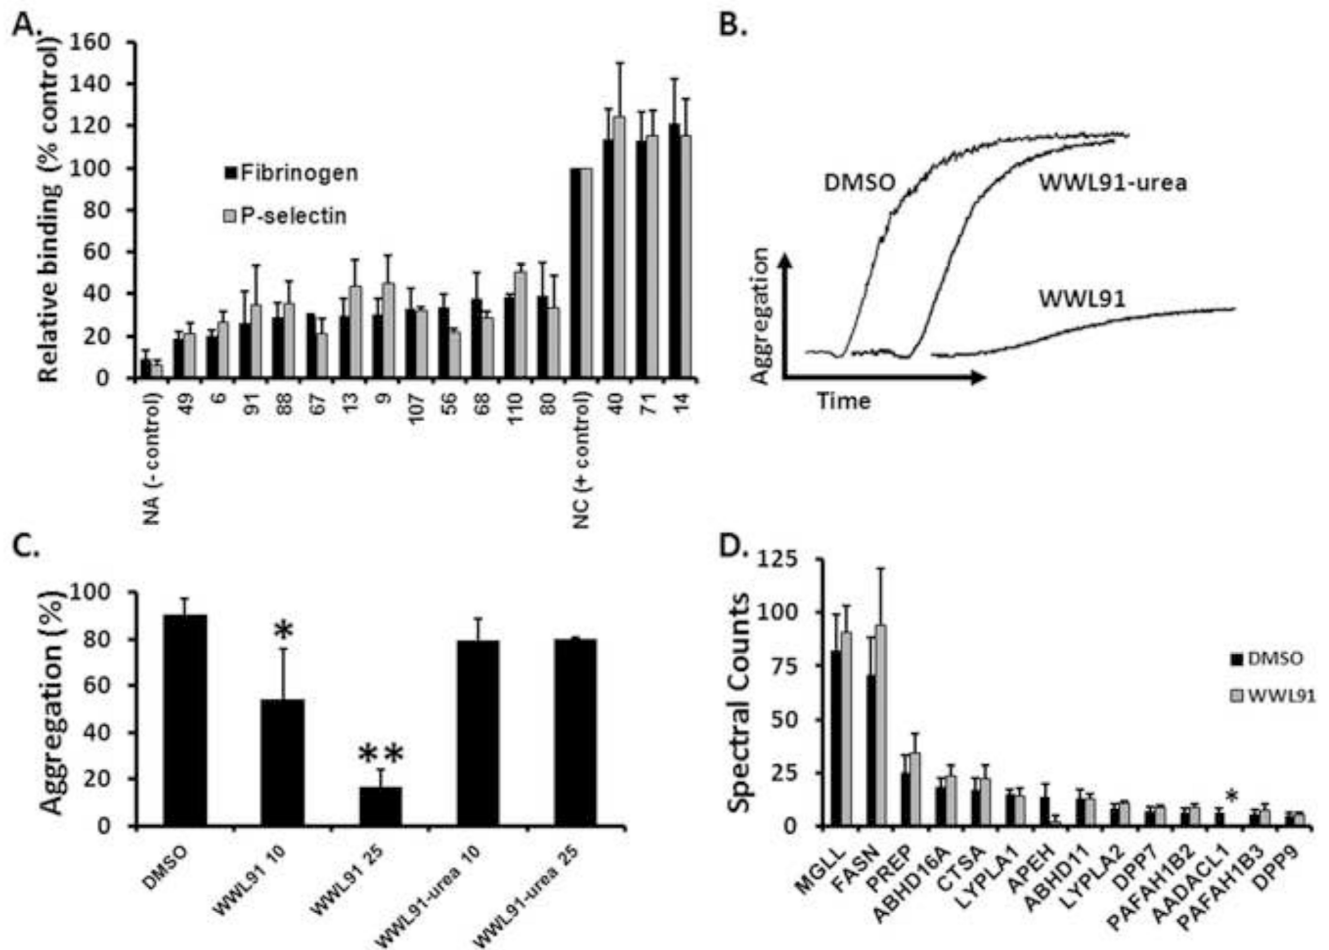 A.
Relative binding (% control)
160
140
120
100
80
60
40
20
0
Fibrinogen
P-selectin
NA (- control)
49
6
91
88
67
13
9
107
56
68
110
80
NC (+ control)
40
71
14
B.
DMSO
WWL91-urea
WWL91
Aggregation
Time
C.
Aggregation (%)
100
80
60
40
20
0
*
**
DMSO
WWL91 10
WWL91 25
WWL91-urea 10
WWL91-urea 25
D.
Spectral Counts
125
100
75
50
25
0
DMSO
WWL91
*
MGLL
FASN
PREP
ABHD16A
CTSA
LYPLA1
APEH
ABHD11
LYPLA2
DPP7
PAFAH1B2
AADACL1
PAFAH1B3
DPP9